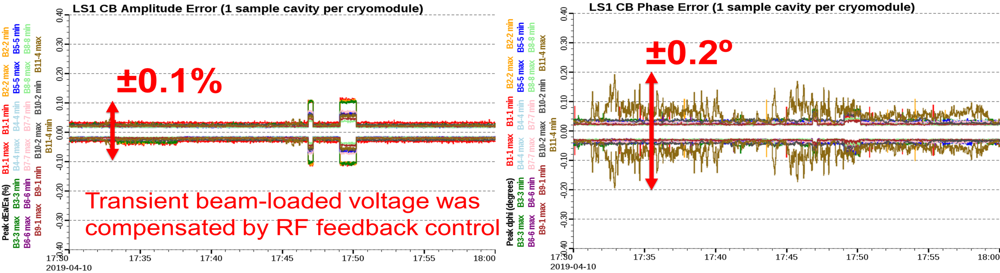 LS1 CB Amplitude Error (1 sample cavity per cryomodule)
Peak dEa/Ea (%) B1-1 max B1-1 min B2-2 max B2-2 min
B3-3 max B3-3 min B4-4 max B4-4 min B5-5 max B5-5 min
B6-6 max B6-6 min B7-7 max B7-7 min B8-8 max B8-8 min
B9-1 max B9-1 min B10-2 max B10-2 min B11-4 max
B11-4 min
0.40
0.30
0.20
0.10
0.00
-0.10
-0.20
-0.30
-0.40
±0.1%
Transient beam-loaded voltage was
compensated by RF feedback control
17:30 17:35 17:40 17:45 17:50 17:55 18:00
2019-04-10
LS1 CB Phase Error (1 sample cavity per cryomodule)
Peak dphi (degrees) B1-1 max B1-1 min B2-2 max B2-2 min
B3-3 max B3-3 min B4-4 max B4-4 min B5-5 max B5-5 min
B6-6 max B6-6 min B7-7 max B7-7 min B8-8 max B8-8 min
B9-1 max B9-1 min B10-2 max B10-2 min B11-4 max
B11-4 min
0.40
0.30
0.20
0.10
0.00
-0.10
-0.20
-0.30
-0.40
±0.2º
17:30 17:35 17:40 17:45 17:50 17:55 18:00
2019-04-10